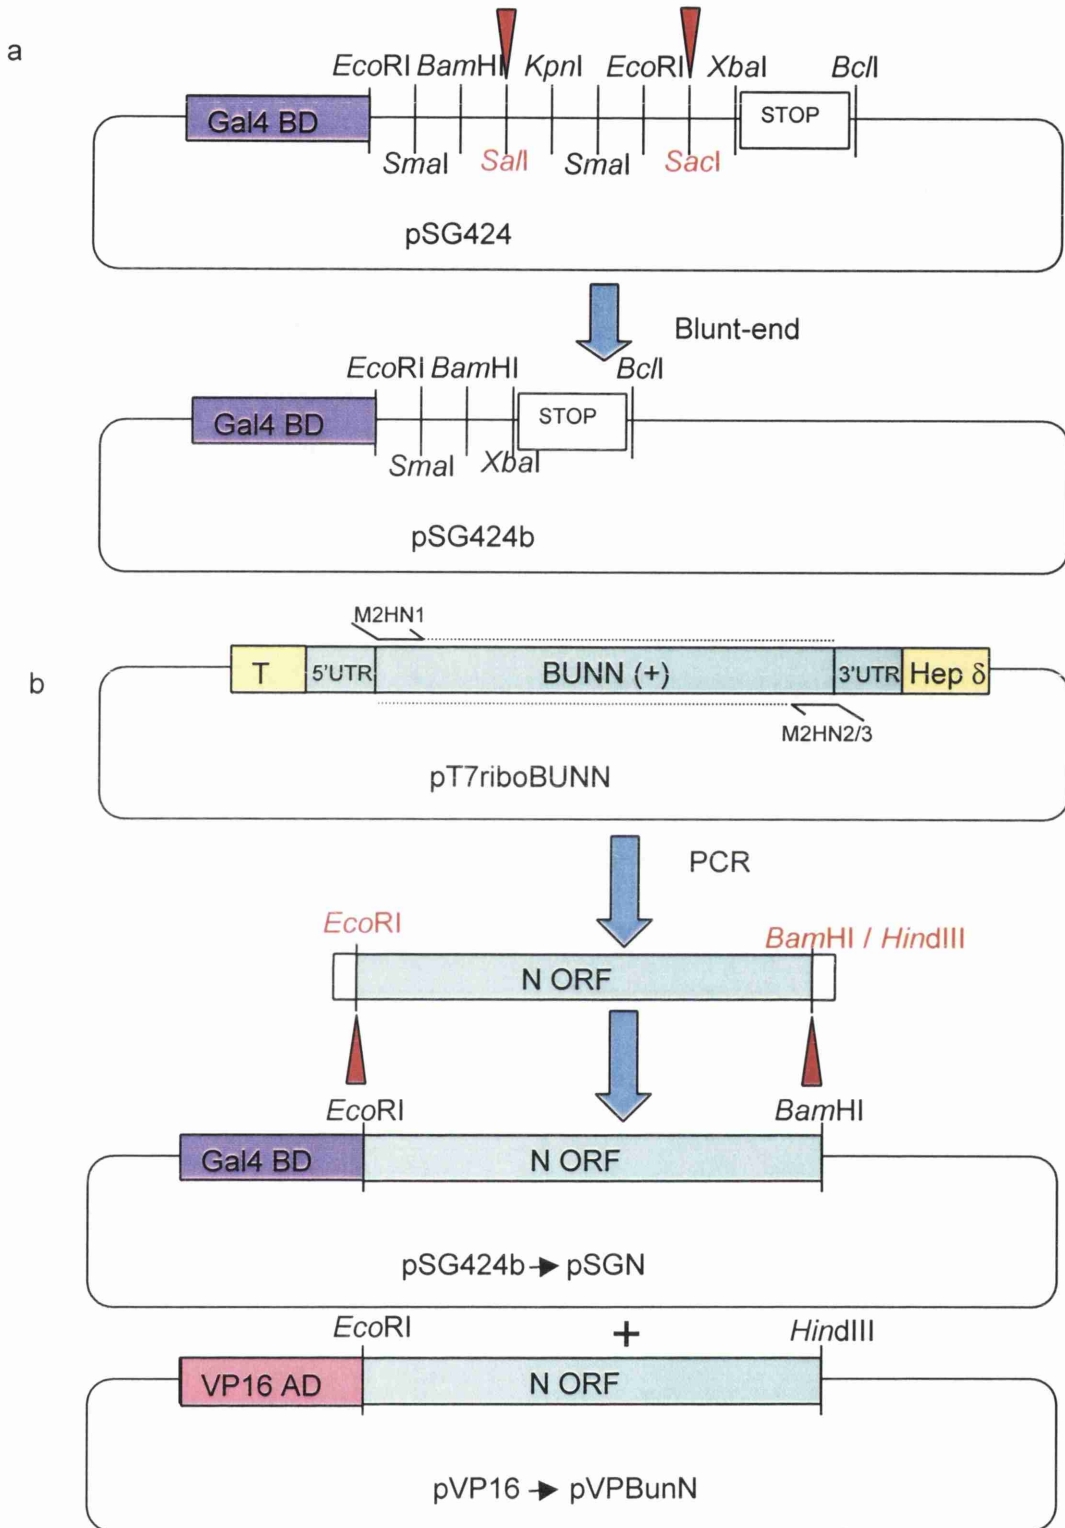 a
EcoRI BamHI KpnI EcoRI XbaI BclI
Gal4 BD
STOP
SmaI SalI SmaI SacI
pSG424
Blunt-end
EcoRI BamHI BclI
Gal4 BD
STOP
SmaI XbaI
pSG424b
M2HN1
b
T 5'UTR BUNN (+) 3'UTR Hep δ
M2HN2/3
pT7riboBUNN
PCR
EcoRI BamHI / HindIII
N ORF
EcoRI BamHI
Gal4 BD N ORF
pSG424b → pSGN
EcoRI + HindIII
VP16 AD N ORF
pVP16 → pVPBunN